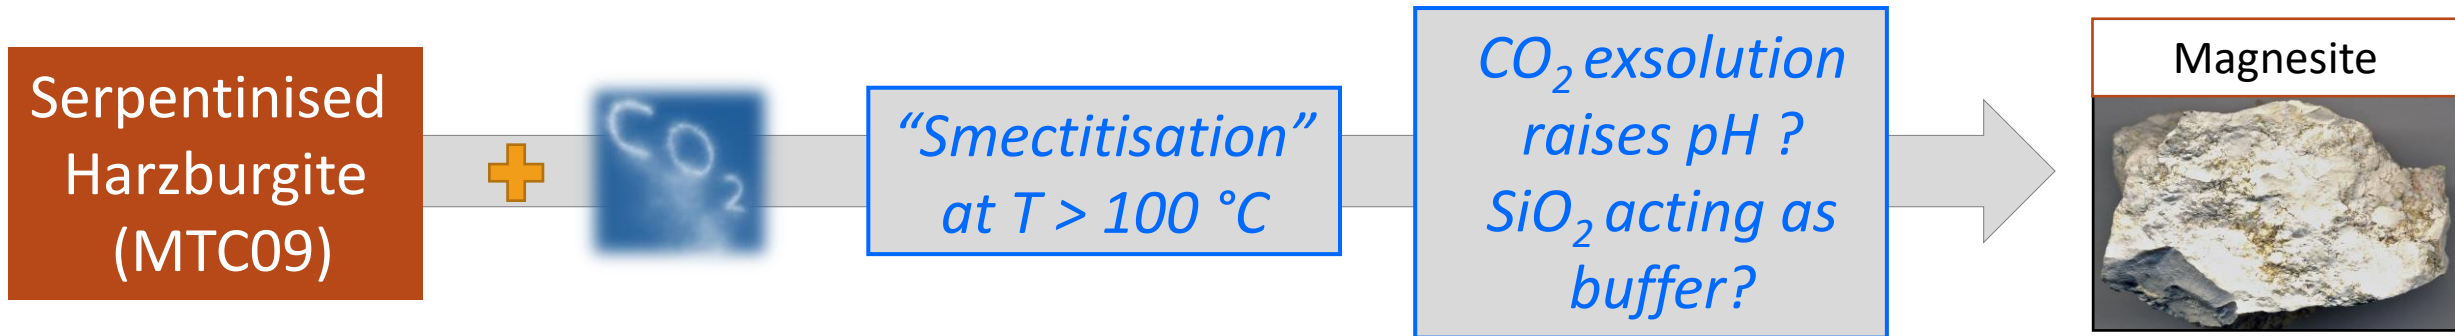 Serpentinised
Harzburgite
(MTC09)
CO2
“Smectitisation”
at T > 100 °C
CO2 exsolution
raises pH ?
SiO2 acting as
buffer?
Magnesite